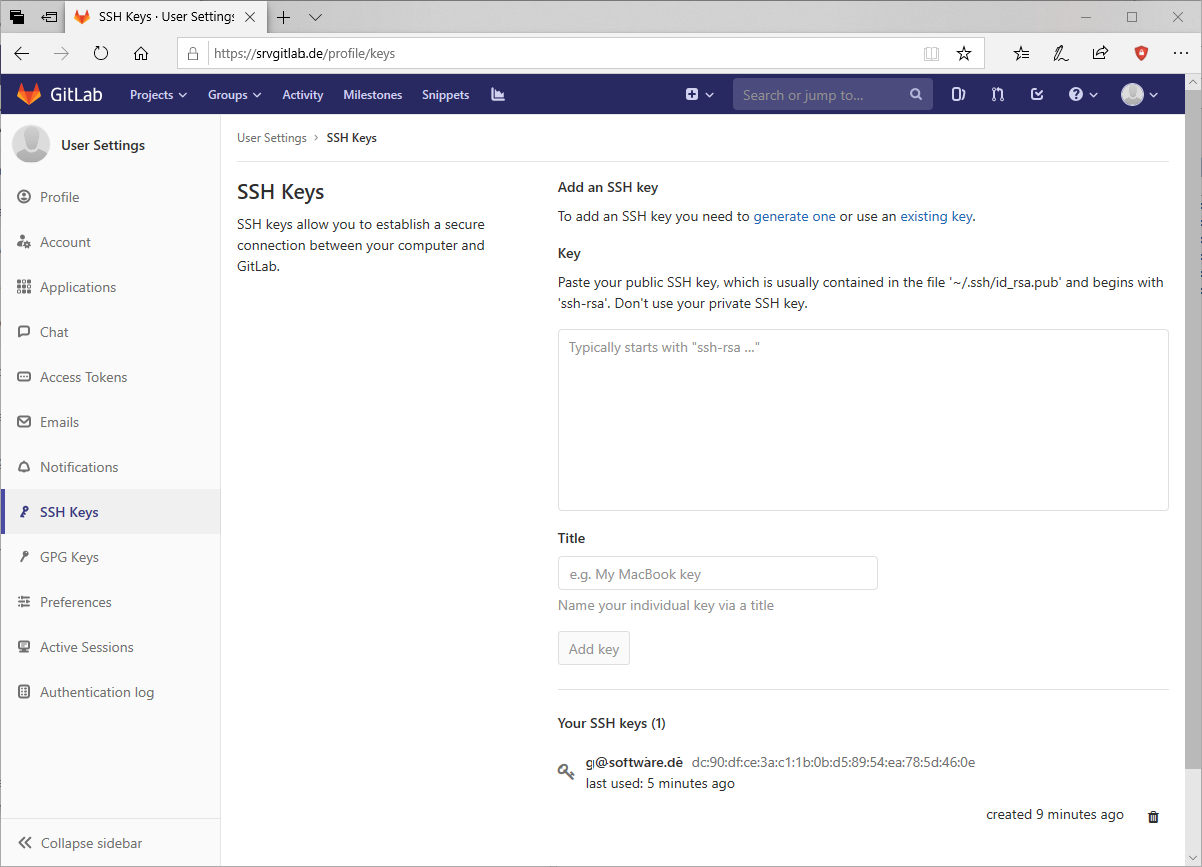 SSH Keys · User Settings
https://srvgitlab.de/profile/keys
GitLab
Projects
Groups
Activity
Milestones
Snippets
Search or jump to...
User Settings
Profile
Account
Applications
Chat
Access Tokens
Emails
Notifications
SSH Keys
GPG Keys
Preferences
Active Sessions
Authentication log
Collapse sidebar
User Settings › SSH Keys
SSH Keys
SSH keys allow you to establish a secure
connection between your computer and
GitLab.
Add an SSH key
To add an SSH key you need to generate one or use an existing key.
Key
Paste your public SSH key, which is usually contained in the file '~/.ssh/id_rsa.pub' and begins with
'ssh-rsa'. Don't use your private SSH key.
Typically starts with "ssh-rsa ..."
Title
e.g. My MacBook key
Name your individual key via a title
Add key
Your SSH keys (1)
g@software.de dc:90:df:ce:3a:c1:1b:0b:d5:89:54:ea:78:5d:46:0e
last used: 5 minutes ago
created 9 minutes ago